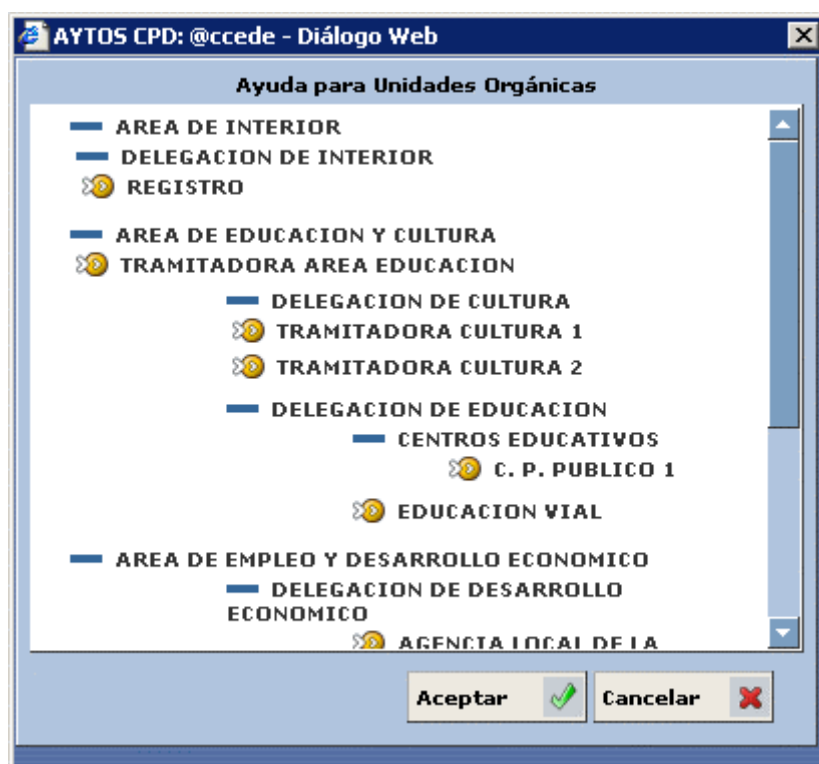 AYTOS CPD: @ccede - Diálogo Web
Ayuda para Unidades Orgánicas
AREA DE INTERIOR
DELEGACION DE INTERIOR
REGISTRO
AREA DE EDUCACION Y CULTURA
TRAMITADORA AREA EDUCACION
DELEGACION DE CULTURA
TRAMITADORA CULTURA 1
TRAMITADORA CULTURA 2
DELEGACION DE EDUCACION
CENTROS EDUCATIVOS
C. P. PUBLICO 1
EDUCACION VIAL
AREA DE EMPLEO Y DESARROLLO ECONOMICO
DELEGACION DE DESARROLLO
ECONOMICO
AGENCIA LOCAL DE LA
Aceptar
Cancelar